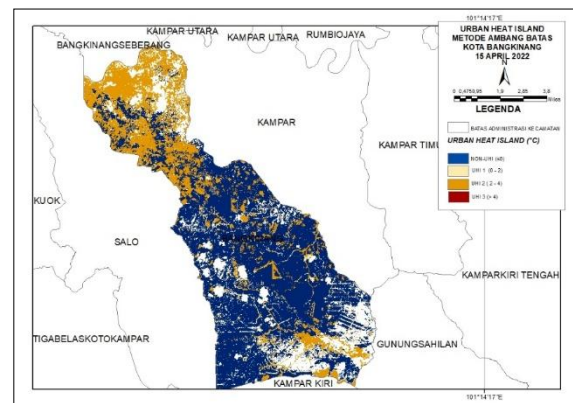 101°14'17"E
KAMPAR UTARA
KAMPAR UTARA
RUMBIOJAYA
BANGKINANGSEBERANG
URBAN HEAT ISLAND
METODE AMBANG BATAS
KOTA BANGKINANG
15 APRIL 2022
N
Miles
LEGENDA
BATAS ADMINISTRASI KECAMATAN
URBAN HEAT ISLAND (°C)
NON-UHI (<0)
UHI 1 (0 - 2)
UHI 2 ( 2 - 4)
UHI 3 (> 4)
KAMPAR
KAMPAR TIMU
KUOK
SALO
KAMPARKIRI TENGAH
TIGABELASKOTOKAMPAR
GUNUNGSAHILAN
KAMPAR KIRI
101°14'17"E